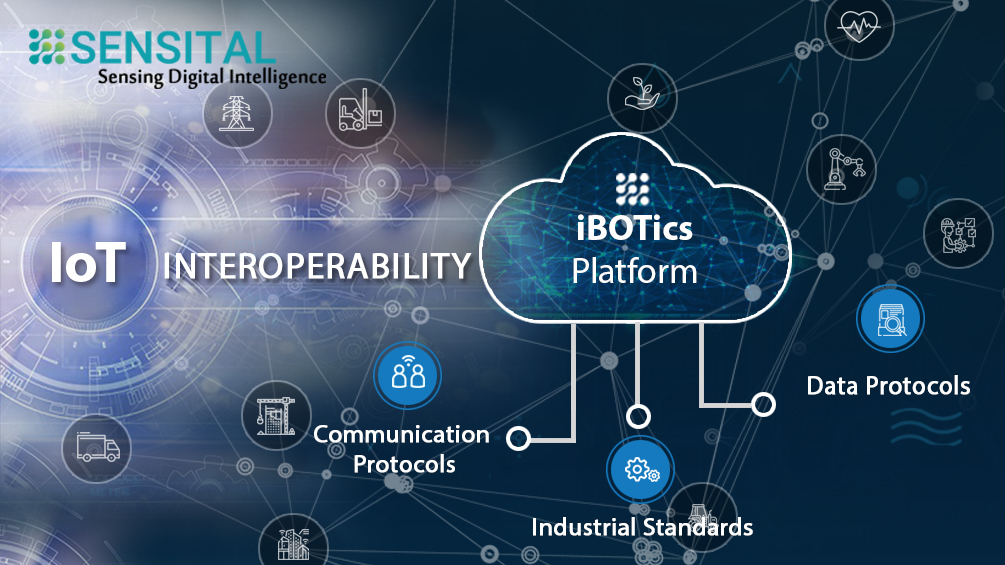 SENSITAL
Sensing Digital Intelligence
IoT INTEROPERABILITY
iBOTics
Platform
Data Protocols
Communication
Protocols
Industrial Standards